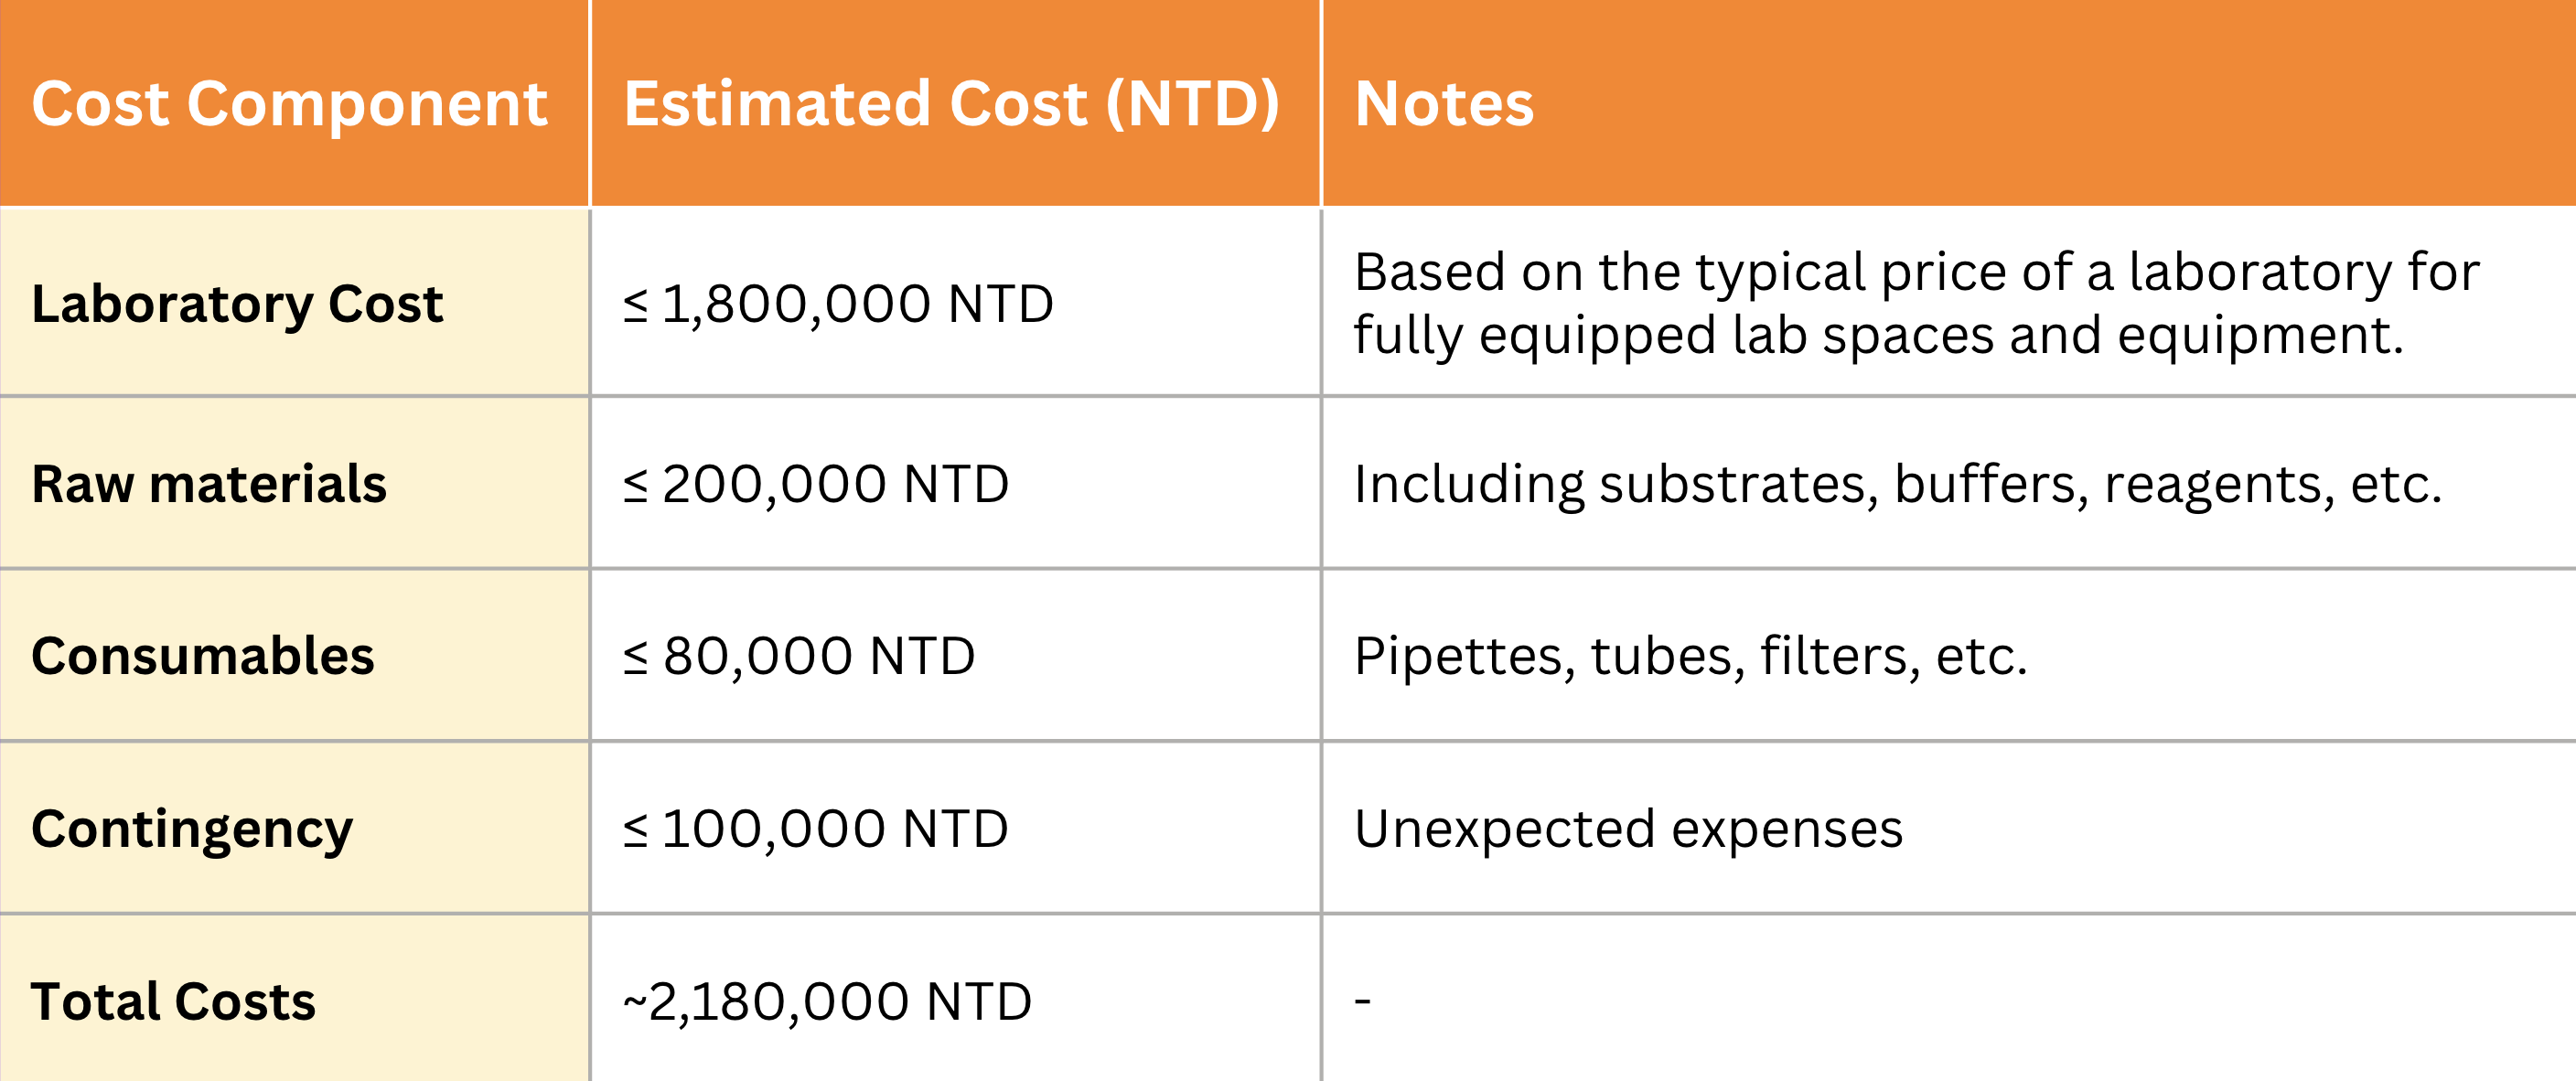 Cost Component
Estimated Cost (NTD)
Notes
Laboratory Cost
≤ 1,800,000 NTD
Based on the typical price of a laboratory for
fully equipped lab spaces and equipment.
Raw materials
≤ 200,000 NTD
Including substrates, buffers, reagents, etc.
Consumables
≤ 80,000 NTD
Pipettes, tubes, filters, etc.
Contingency
≤ 100,000 NTD
Unexpected expenses
Total Costs
~2,180,000 NTD
-